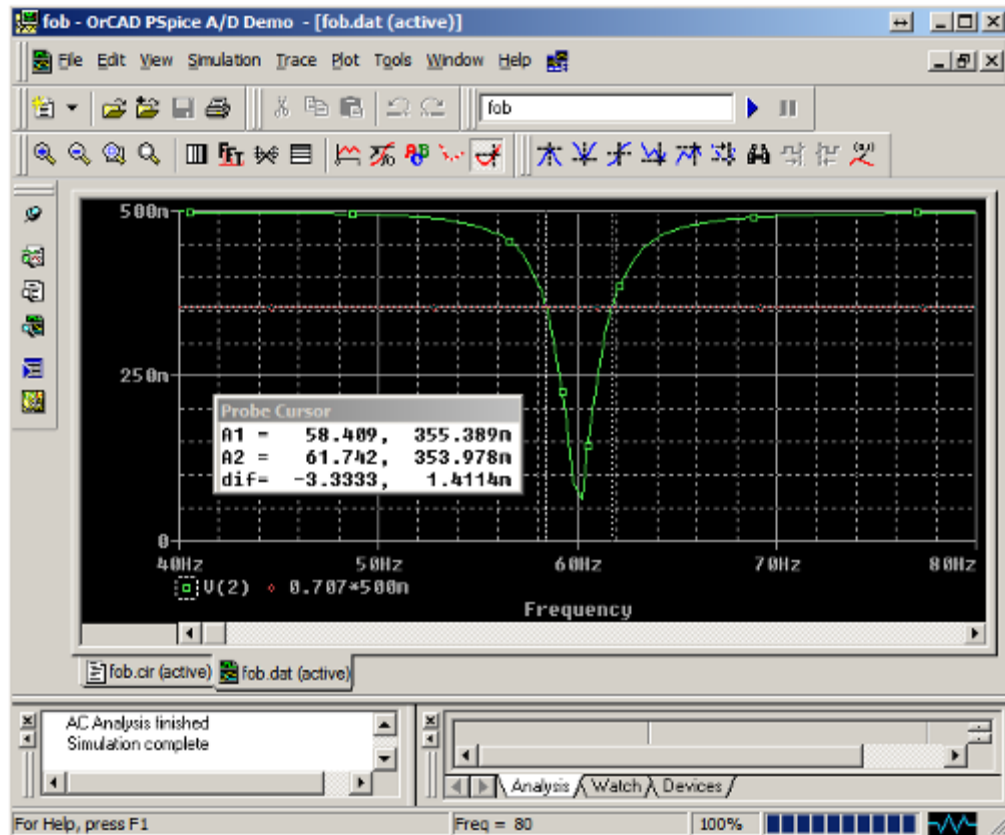 fob - OrCAD PSpice A/D Demo - [fob.dat (active)]
File Edit View Simulation Trace Plot Tools Window Help
fob
FFT
500n
250n
0
Probe Cursor
A1 = 58.409, 355.389n
A2 = 61.742, 353.978n
dif= -3.3333, 1.4114n
40Hz 50Hz 60Hz 70Hz 80Hz
V(2) 0.707*500n
Frequency
fob.cir (active) fob.dat (active)
AC Analysis finished
Simulation complete
Analysis Watch Devices
For Help, press F1 Freq = 80 100%